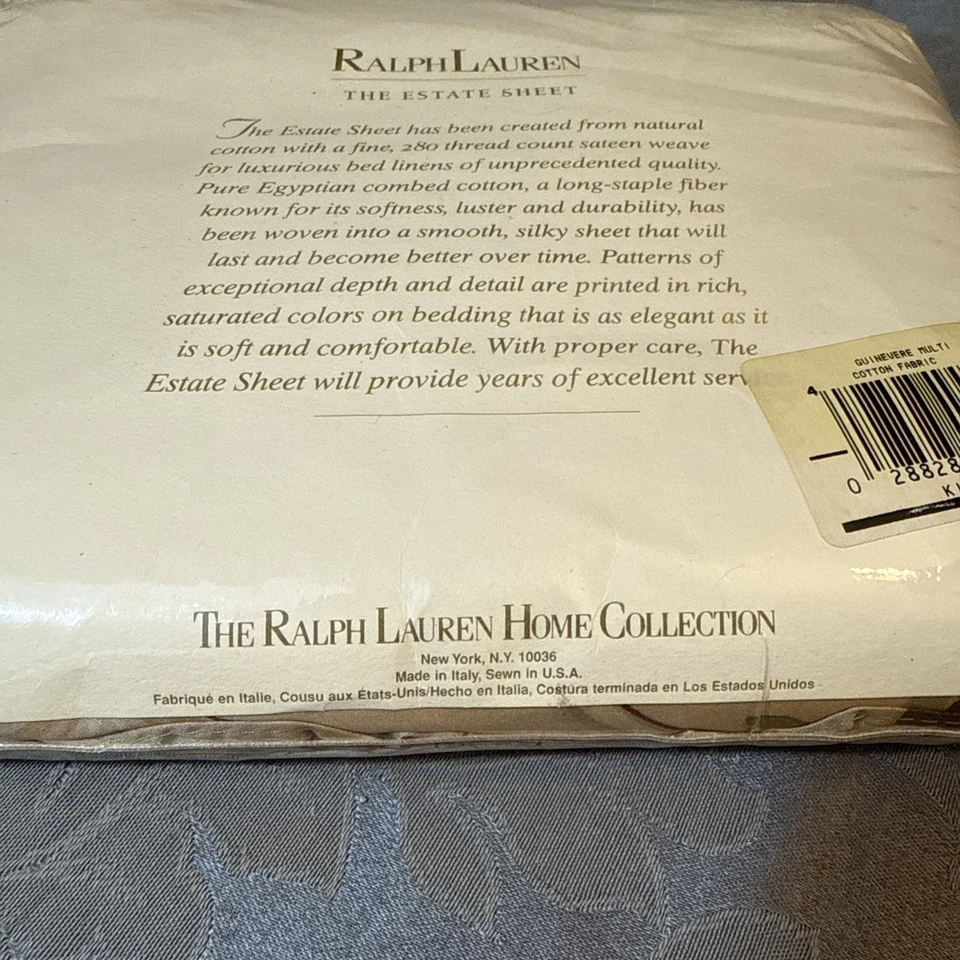 RALPH LAUREN
THE ESTATE SHEET
The Estate Sheet has been created from natural
cotton with a fine, 280 thread count sateen weave
for luxurious bed linens of unprecedented quality.
Pure Egyptian combed cotton, a long-staple fiber
known for its softness, luster and durability, has
been woven into a smooth, silky sheet that will
last and become better over time. Patterns of
exceptional depth and detail are printed in rich,
saturated colors on bedding that is as elegant as it
is soft and comfortable. With proper care, The
Estate Sheet will provide years of excellent
GUINEVERE MULTI
COTTON FABRIC
4
0 28828
THE RALPH LAUREN HOME COLLECTION
New York, N.Y. 10036
Made in Italy, Sewn in U.S.A.
Fabriqué en Italie, Cousu aux États-Unis/Hecho en Italia, Costura terminada en Los Estados Unidos